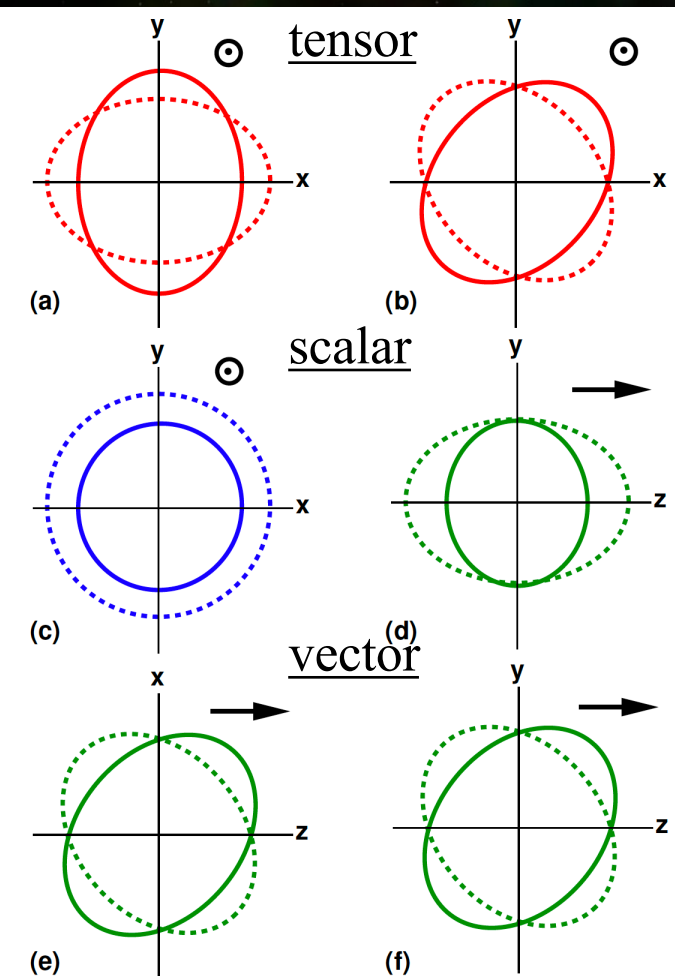 y tensor y
x x
(a) (b)
y scalar y
x z
(c) (d)
vector
x y
z z
(e) (f)